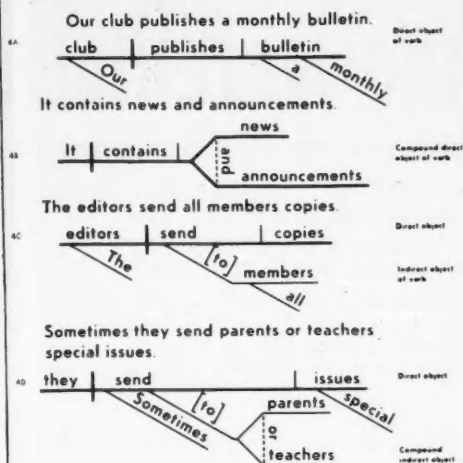 Our club publishes a monthly bulletin.
4A
club publishes bulletin
Our a monthly
Direct object
of verb
It contains news and announcements.
4B
It contains news and announcements
Compound direct
object of verb
The editors send all members copies.
4C
editors send copies
The [to] members
all
Direct object
Indirect object
of verb
Sometimes they send parents or teachers
special issues.
4D
they send issues
Sometimes [to] parents special
or
teachers
Direct object
Compound
indirect object